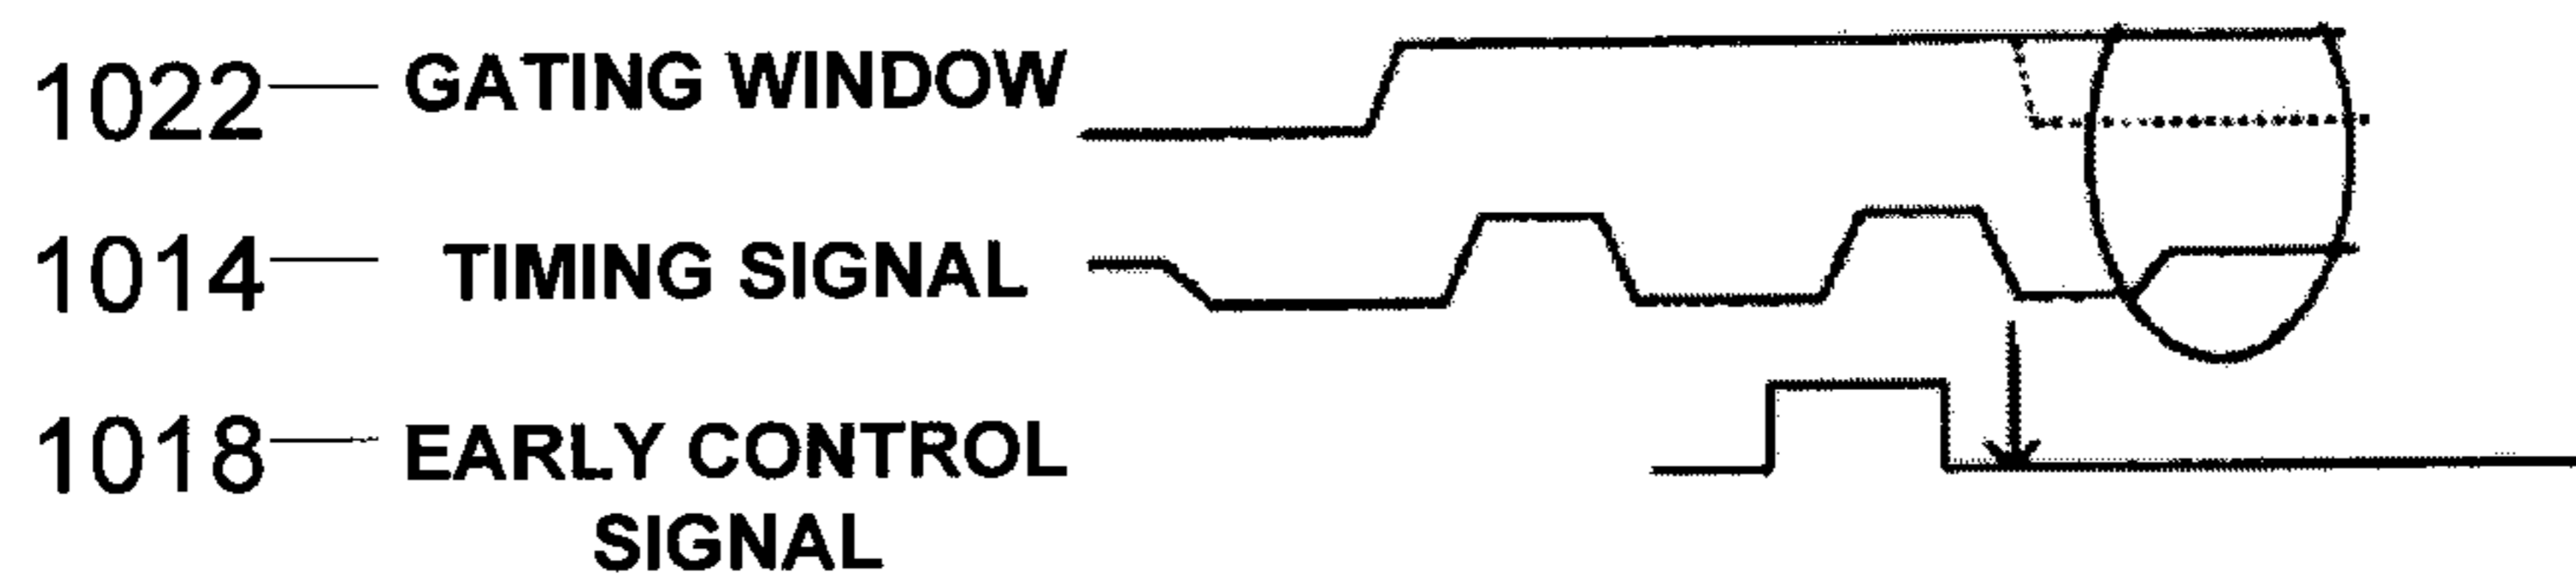 1022 GATING WINDOW
1014 TIMING SIGNAL
1018 EARLY CONTROL
SIGNAL